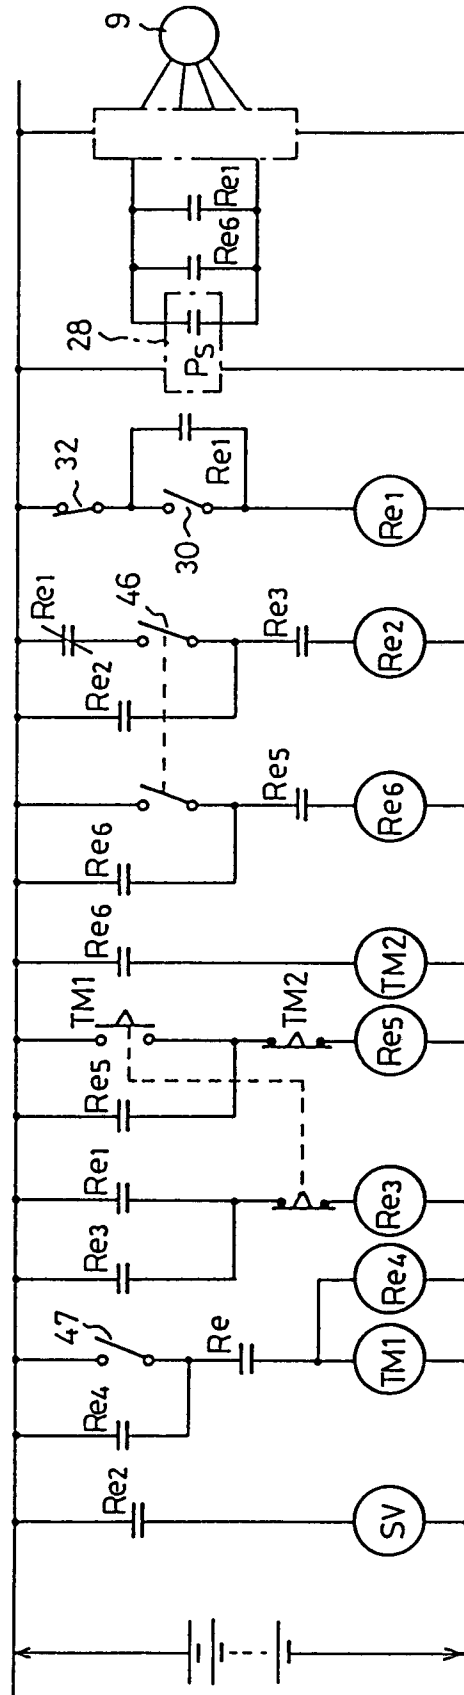 9
Re1
Re6
28
PS
32
Re1
30
Re1
Re1
46
Re2
Re3
Re2
Re5
Re6
Re6
Re6
TM2
TM1
TM2
Re5
Re5
Re1
Re3
Re3
47
Re
Re4
Re4
TM1
Re2
SV